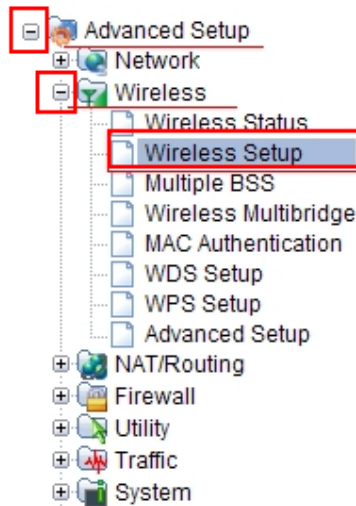 Advanced Setup
Network
Wireless
Wireless Status
Wireless Setup
Multiple BSS
Wireless Multibridge
MAC Authentication
WDS Setup
WPS Setup
Advanced Setup
NAT/Routing
Firewall
Utility
Traffic
System